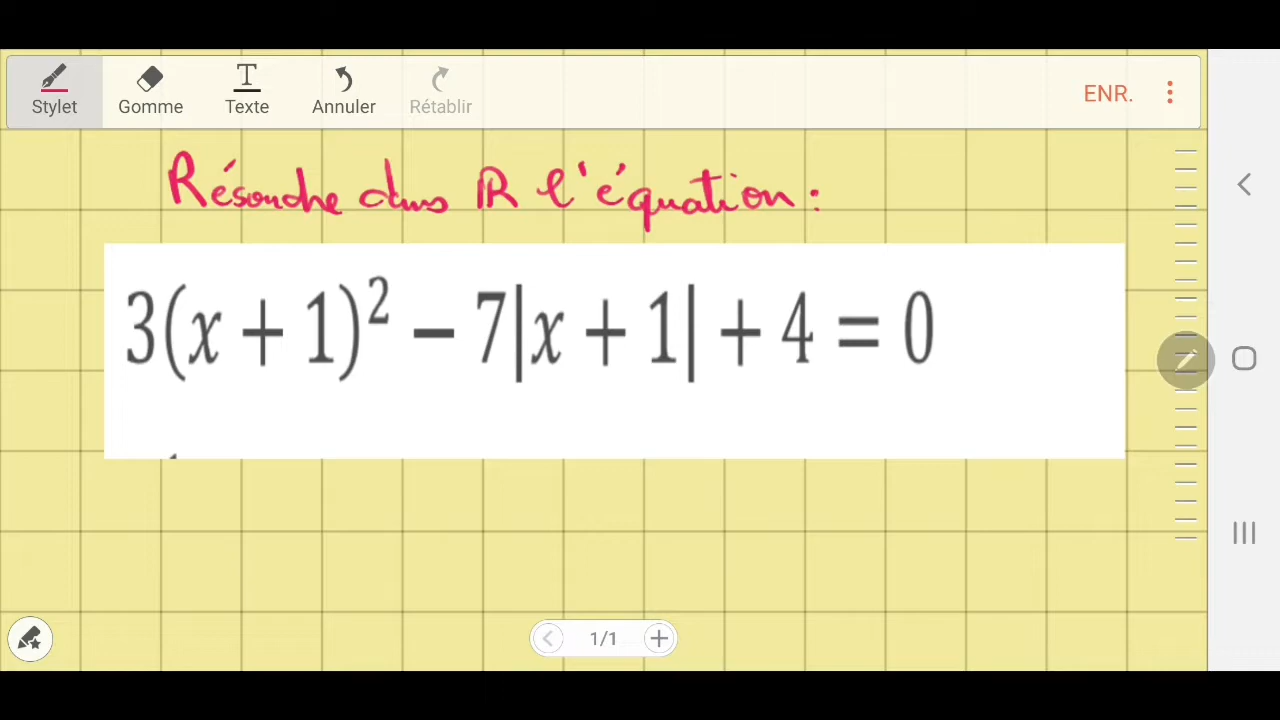 Stylet Gomme Texte Annuler Rétablir ENR.
Résoudre dans ℝ l'équation :
3(x + 1)² − 7|x + 1| + 4 = 0
1/1